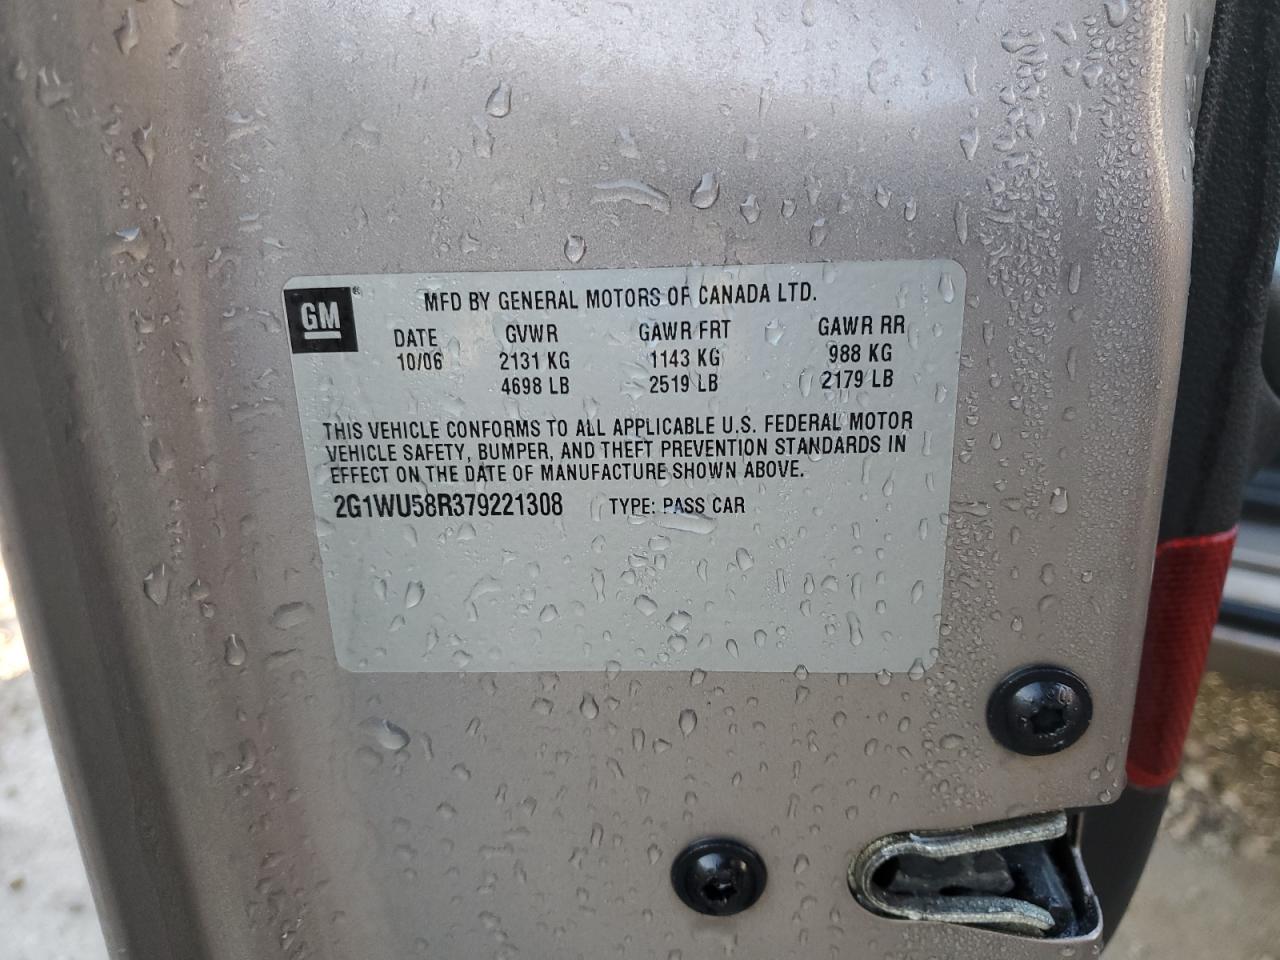 GM®
MFD BY GENERAL MOTORS OF CANADA LTD.
DATE GVWR GAWR FRT GAWR RR
10/06 2131 KG 1143 KG 988 KG
4698 LB 2519 LB 2179 LB
THIS VEHICLE CONFORMS TO ALL APPLICABLE U.S. FEDERAL MOTOR
VEHICLE SAFETY, BUMPER, AND THEFT PREVENTION STANDARDS IN
EFFECT ON THE DATE OF MANUFACTURE SHOWN ABOVE.
2G1WU58R379221308 TYPE: PASS CAR